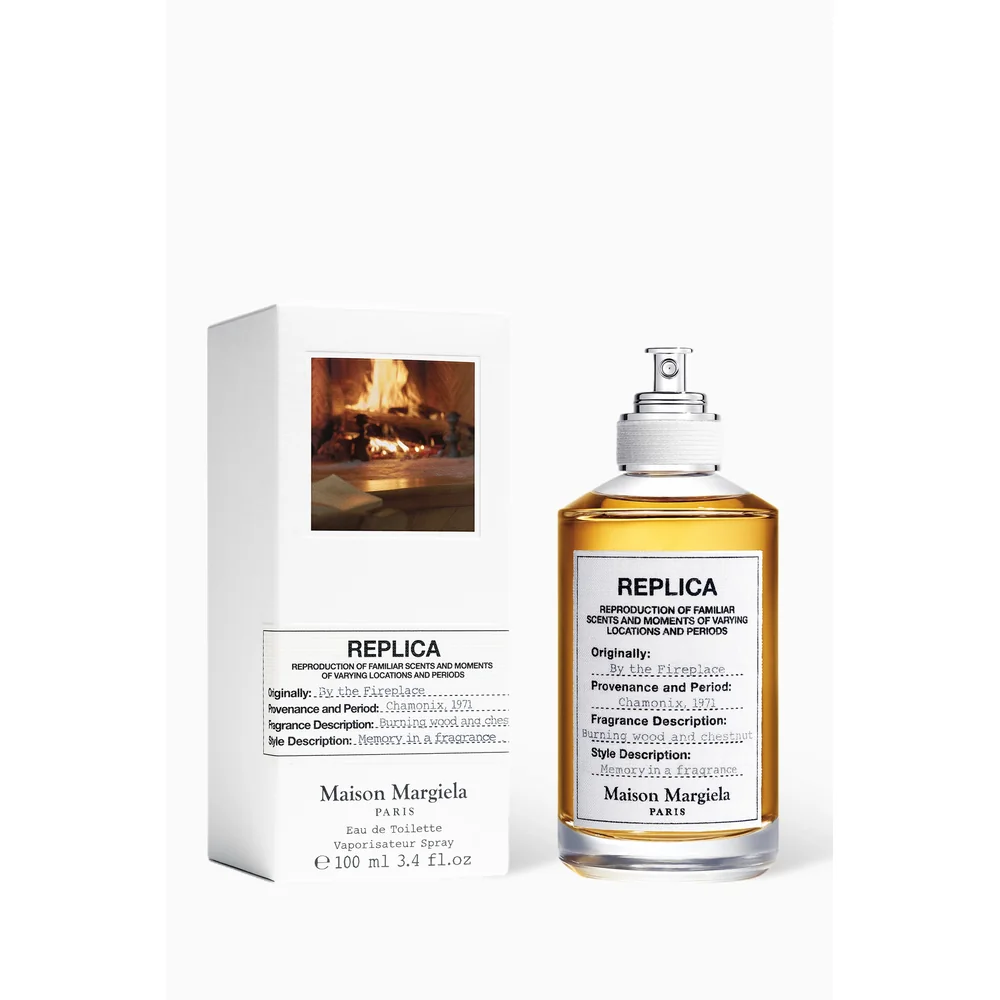 REPLICA
REPRODUCTION OF FAMILIAR SCENTS AND MOMENTS
OF VARYING LOCATIONS AND PERIODS
Originally: By the Fireplace
Provenance and Period: Chamonix, 1971
Fragrance Description: Burning wood and ches
Style Description: Memory in a fragrance
Maison Margiela
PARIS
Eau de Toilette
Vaporisateur Spray
℮ 100 ml 3.4 fl.oz
REPLICA
REPRODUCTION OF FAMILIAR
SCENTS AND MOMENTS OF VARYING
LOCATIONS AND PERIODS
Originally:
By the Fireplace
Provenance and Period:
Chamonix, 1971
Fragrance Description:
Burning wood and chestnut
Style Description:
Memory in a fragrance
Maison Margiela
PARIS